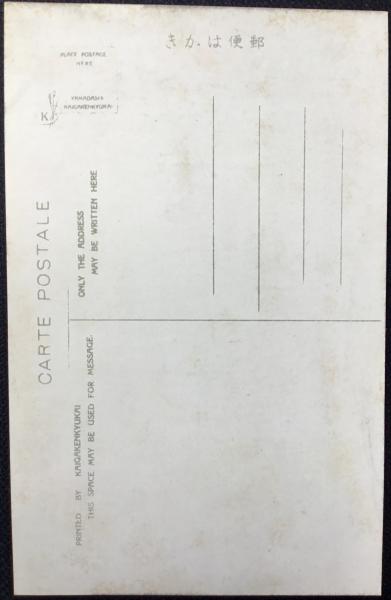 きかは便郵
PLACE POSTAGE
HERE
K
YAMADASHI
KAIGAKENKYUKAI
CARTE POSTALE
ONLY THE ADDRESS
MAY BE WRITTEN HERE
PRINTED BY KAIGAKENKYUKAI
THIS SPACE MAY BE USED FOR MESSAGE.